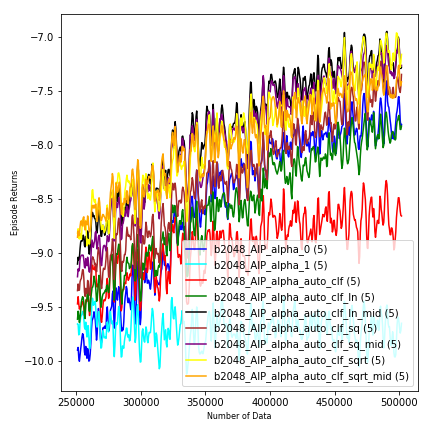 −7.0
−7.5
−8.0
−8.5
−9.0
−9.5
−10.0
Episode Returns
b2048_AIP_alpha_0 (5)
b2048_AIP_alpha_1 (5)
b2048_AIP_alpha_auto_clf (5)
b2048_AIP_alpha_auto_clf_ln (5)
b2048_AIP_alpha_auto_clf_ln_mid (5)
b2048_AIP_alpha_auto_clf_sq (5)
b2048_AIP_alpha_auto_clf_sq_mid (5)
b2048_AIP_alpha_auto_clf_sqrt (5)
b2048_AIP_alpha_auto_clf_sqrt_mid (5)
250000 300000 350000 400000 450000 500000
Number of Data